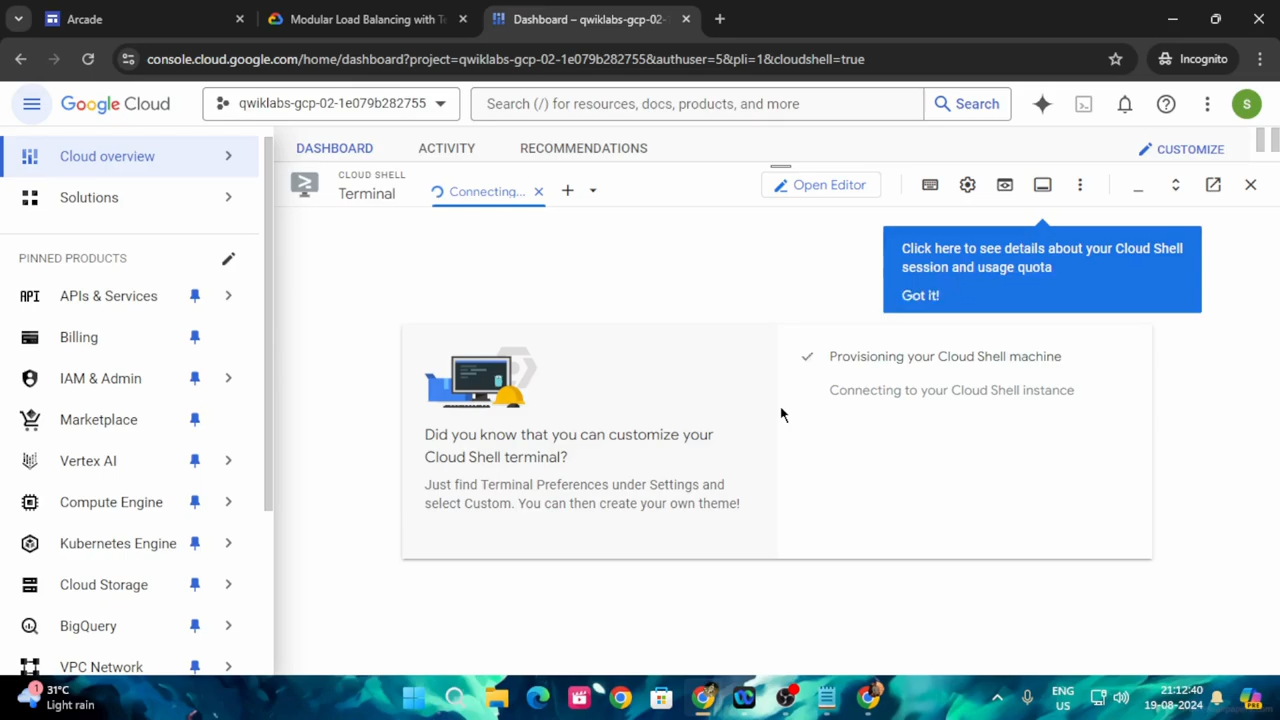 Arcade
Modular Load Balancing with Te
Dashboard – qwiklabs-gcp-02-
console.cloud.google.com/home/dashboard?project=qwiklabs-gcp-02-1e079b282755&authuser=5&pli=1&cloudshell=true
Incognito
Google Cloud
qwiklabs-gcp-02-1e079b282755
Search (/) for resources, docs, products, and more
Search
S
Cloud overview
Solutions
PINNED PRODUCTS
API
APIs & Services
Billing
IAM & Admin
Marketplace
Vertex AI
Compute Engine
Kubernetes Engine
Cloud Storage
BigQuery
VPC Network
DASHBOARD
ACTIVITY
RECOMMENDATIONS
CUSTOMIZE
CLOUD SHELL
Terminal
Connecting...
Open Editor
Click here to see details about your Cloud Shell
session and usage quota
Got it!
Did you know that you can customize your
Cloud Shell terminal?
Just find Terminal Preferences under Settings and
select Custom. You can then create your own theme!
Provisioning your Cloud Shell machine
Connecting to your Cloud Shell instance
1
31°C
Light rain
ENG
US
21:12:40
19-08-2024
PRE